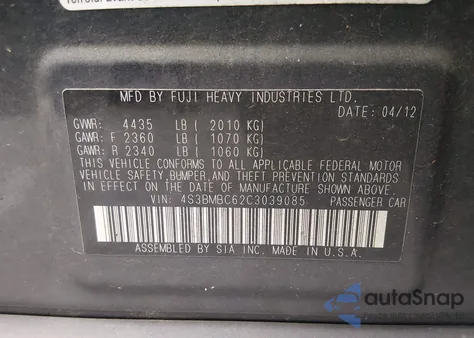 MFD BY FUJI HEAVY INDUSTRIES LTD.
DATE: 04/12
GVWR: 4435 LB ( 2010 KG)
GAWR: F 2360 LB ( 1070 KG)
GAWR: R 2340 LB ( 1060 KG)
THIS VEHICLE CONFORMS TO ALL APPLICABLE FEDERAL MOTOR
VEHICLE SAFETY, BUMPER, AND THEFT PREVENTION STANDARDS
IN EFFECT ON THE DATE OF MANUFACTURE SHOWN ABOVE.
VIN: 4S3BMBC62C3039085 PASSENGER CAR
ASSEMBLED BY SIA INC. MADE IN U.S.A.
autoSnap